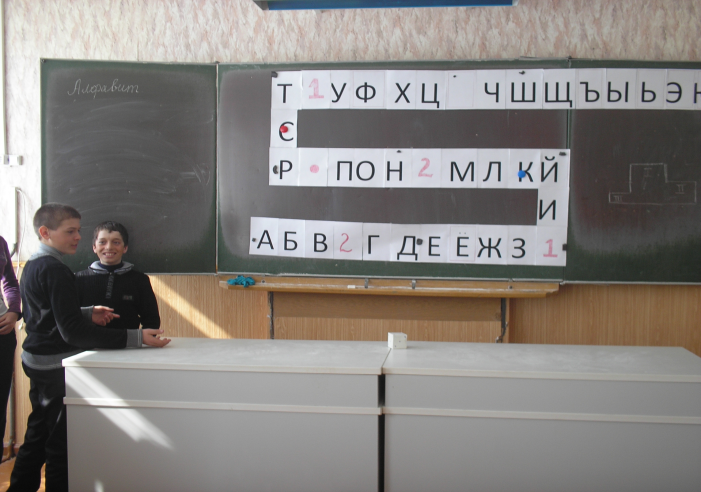 Алфавит
Т 1 У Ф Х Ц Ч Ш Щ Ъ Ы Ь Э
С
Р П О Н 2 М Л К Й
И
А Б В 2 Г Д Е Ё Ж З 1